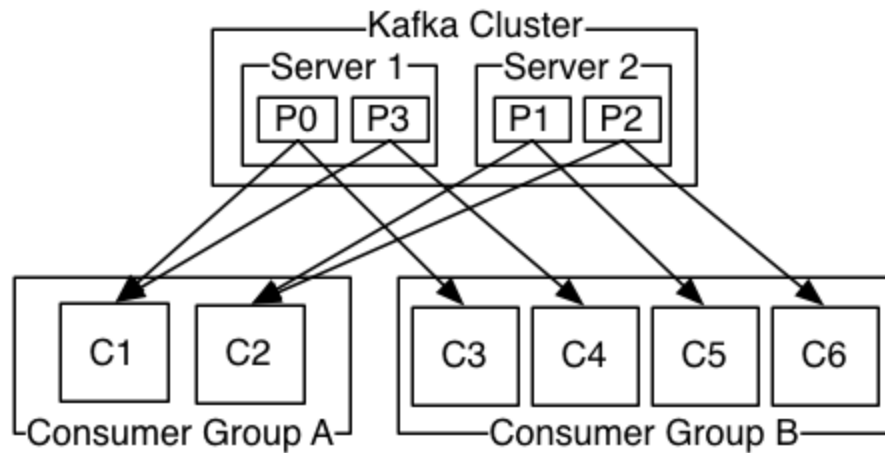 Kafka Cluster
Server 1
Server 2
P0
P3
P1
P2
C1
C2
C3
C4
C5
C6
Consumer Group A
Consumer Group B